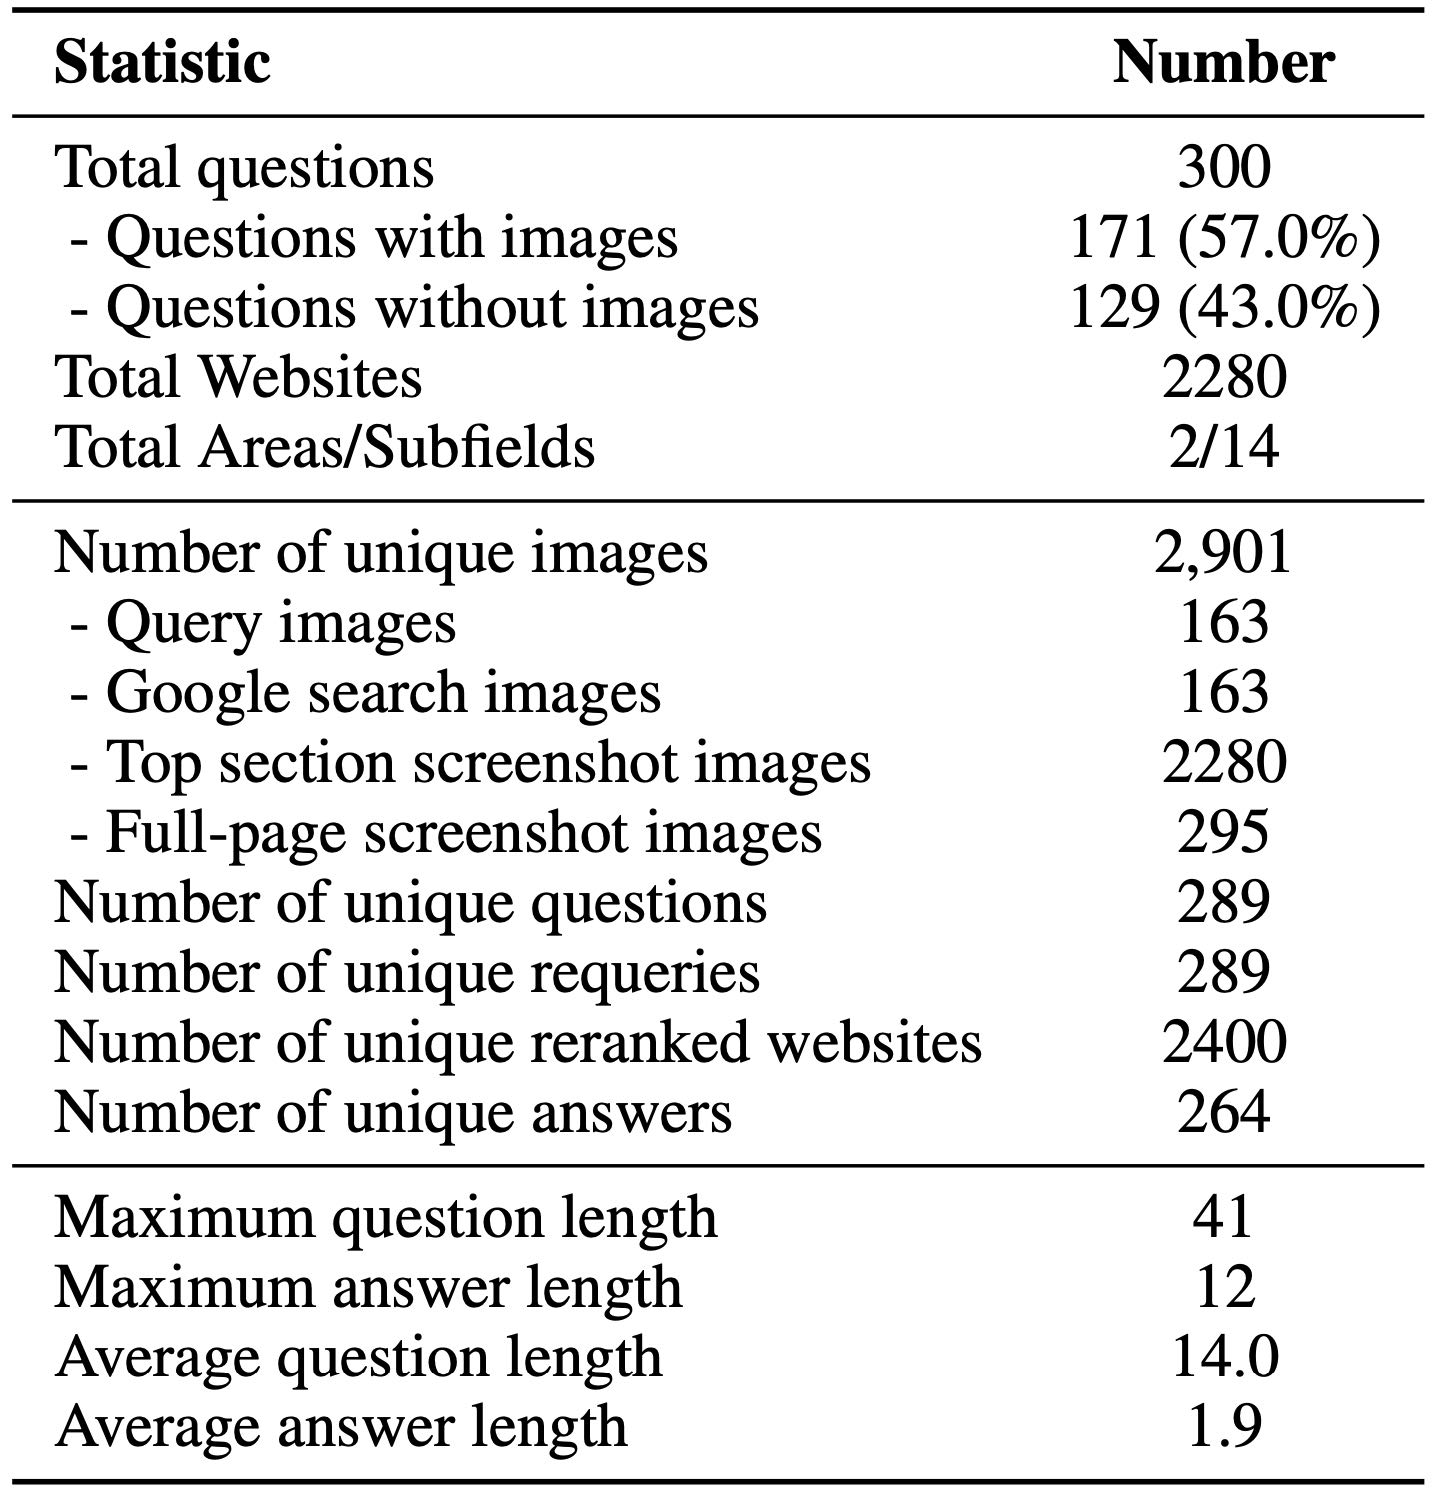 Statistic Number
Total questions 300
- Questions with images 171 (57.0%)
- Questions without images 129 (43.0%)
Total Websites 2280
Total Areas/Subfields 2/14
Number of unique images 2,901
- Query images 163
- Google search images 163
- Top section screenshot images 2280
- Full-page screenshot images 295
Number of unique questions 289
Number of unique requeries 289
Number of unique reranked websites 2400
Number of unique answers 264
Maximum question length 41
Maximum answer length 12
Average question length 14.0
Average answer length 1.9